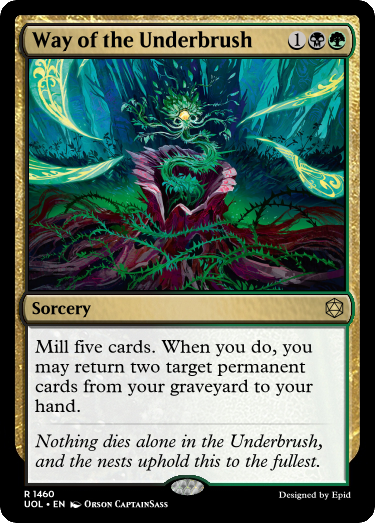 Way of the Underbrush 1
Sorcery
Mill five cards. When you do, you
may return two target permanent
cards from your graveyard to your
hand.
Nothing dies alone in the Underbrush,
and the nests uphold this to the fullest.
R 1460
UOL • EN Orson CaptainSass
Designed by Epid